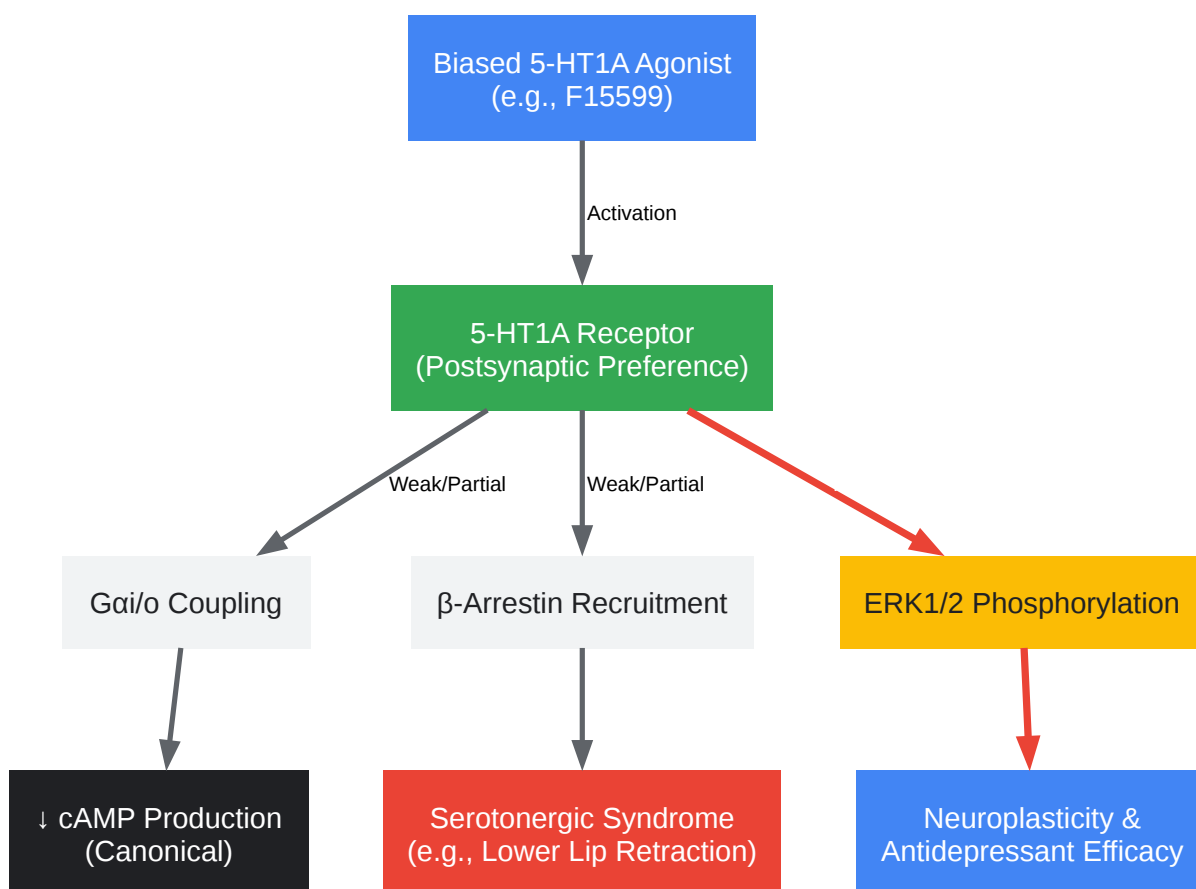 Biased 5-HT1A Agonist
(e.g., F15599)
Activation
5-HT1A Receptor
(Postsynaptic Preference)
Weak/Partial
Weak/Partial
Gαi/o Coupling
β-Arrestin Recruitment
ERK1/2 Phosphorylation
↓ cAMP Production
(Canonical)
Serotonergic Syndrome
(e.g., Lower Lip Retraction)
Neuroplasticity &
Antidepressant Efficacy